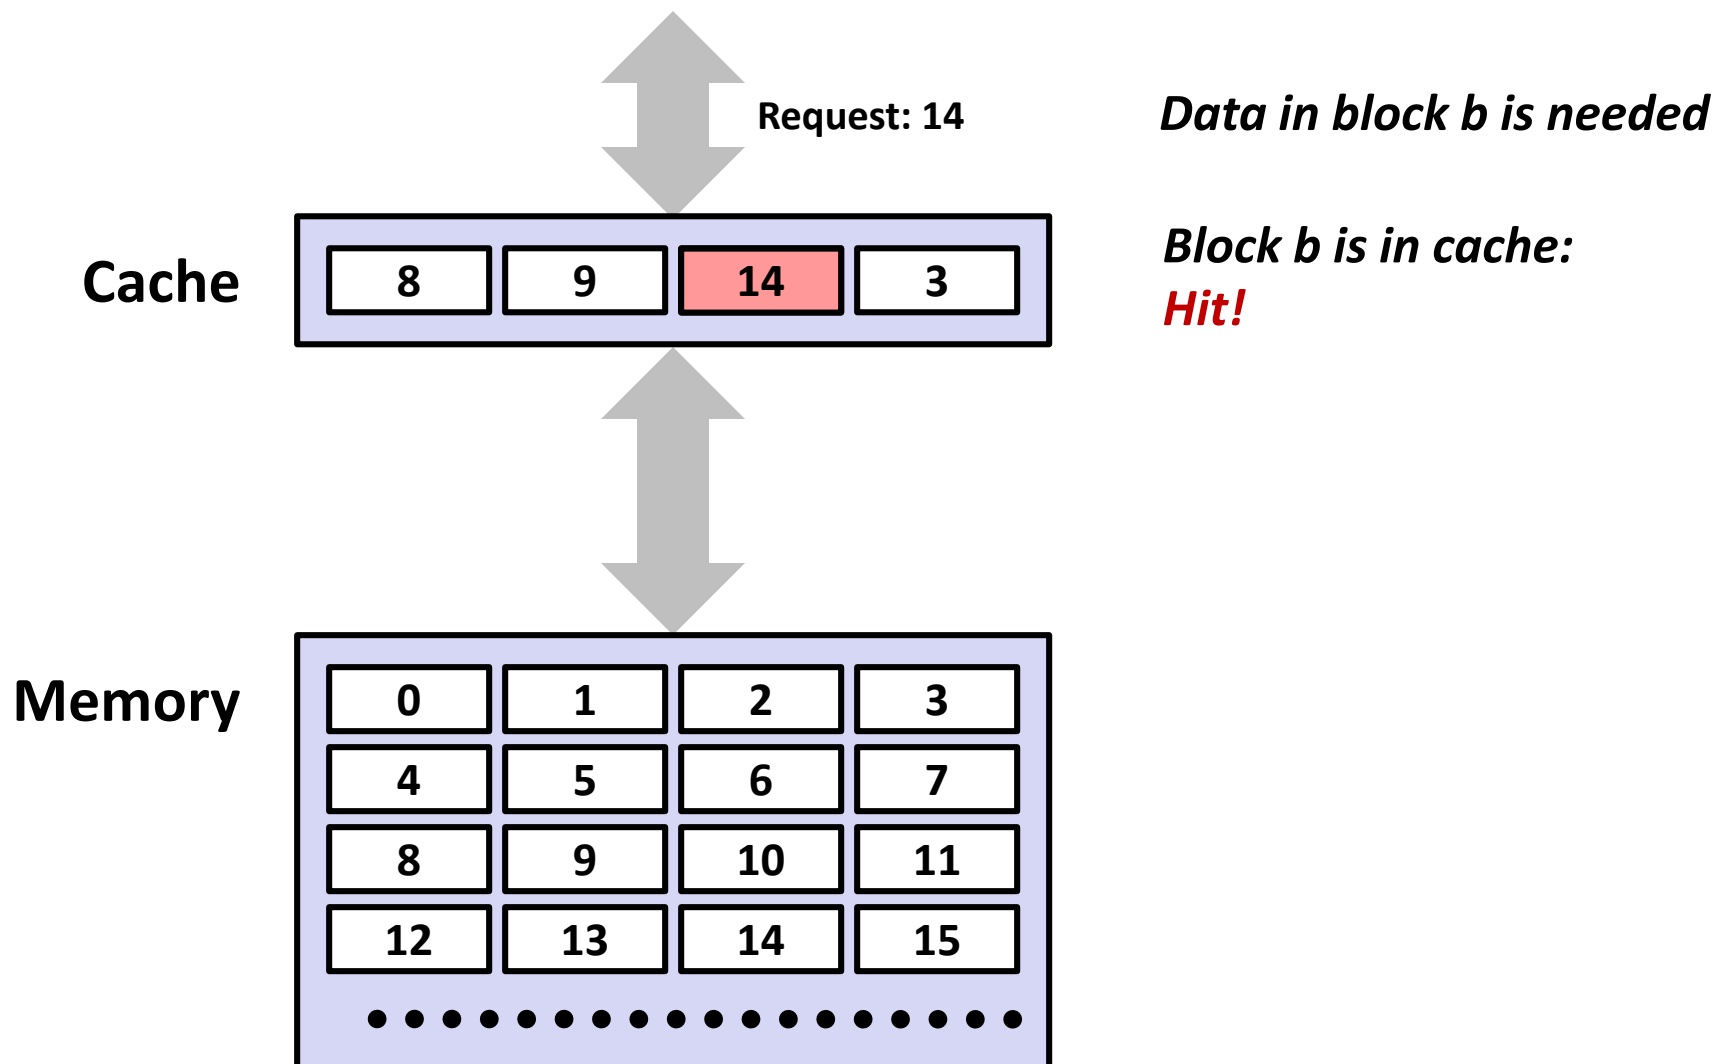 Request: 14
Data in block b is needed
Cache
8 9 14 3
Block b is in cache:
Hit!
Memory
0 1 2 3
4 5 6 7
8 9 10 11
12 13 14 15